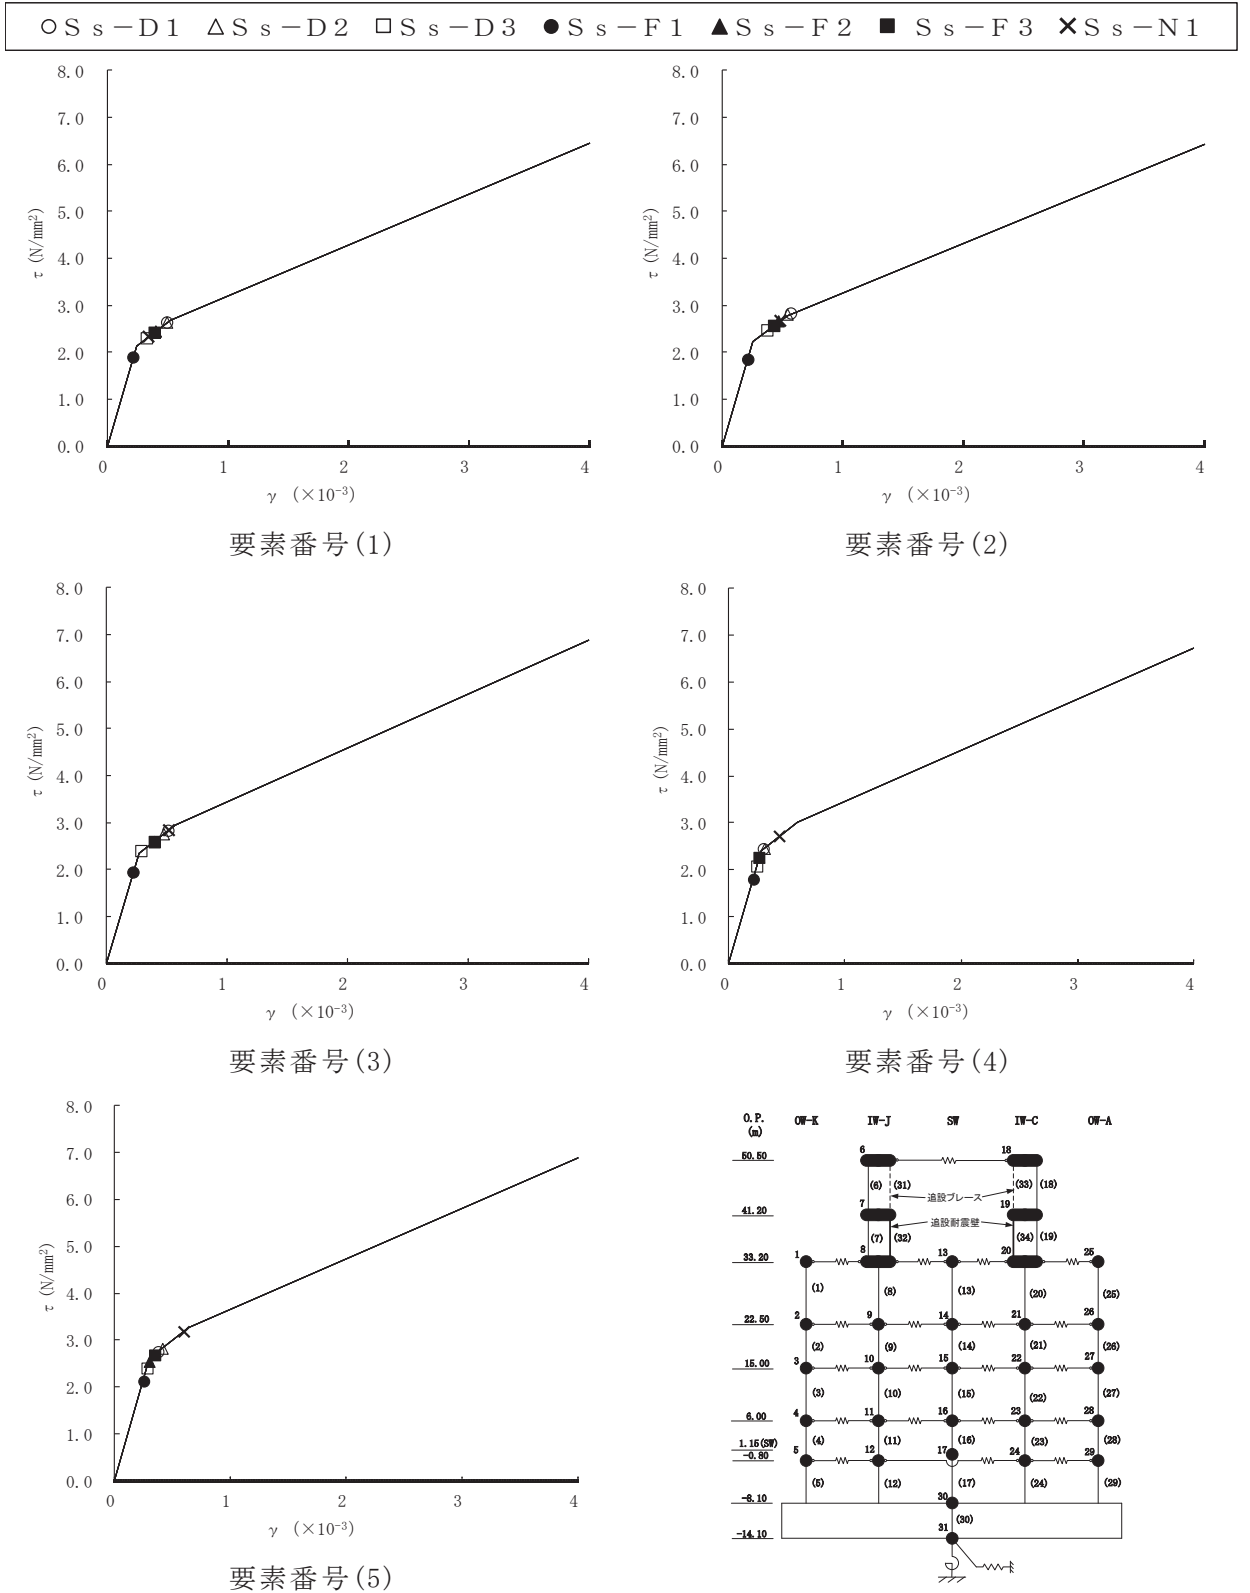 ○Ｓｓ－Ｄ１ △Ｓｓ－Ｄ２ □Ｓｓ－Ｄ３ ●Ｓｓ－Ｆ１ ▲Ｓｓ－Ｆ２ ■ Ｓｓ－Ｆ３ ×Ｓｓ－Ｎ１
8.0
7.0
6.0
5.0
4.0
3.0
2.0
1.0
0.0
τ (N/mm²)
0 1 2 3 4
γ (×10⁻³)
要素番号(1)
8.0
7.0
6.0
5.0
4.0
3.0
2.0
1.0
0.0
τ (N/mm²)
0 1 2 3 4
γ (×10⁻³)
要素番号(2)
8.0
7.0
6.0
5.0
4.0
3.0
2.0
1.0
0.0
τ (N/mm²)
0 1 2 3 4
γ (×10⁻³)
要素番号(3)
8.0
7.0
6.0
5.0
4.0
3.0
2.0
1.0
0.0
τ (N/mm²)
0 1 2 3 4
γ (×10⁻³)
要素番号(4)
8.0
7.0
6.0
5.0
4.0
3.0
2.0
1.0
0.0
τ (N/mm²)
0 1 2 3 4
γ (×10⁻³)
要素番号(5)
O.P. OW-K IW-J SW IW-C OW-A
(m)
50.50 6 18
(6) (31) (33) (18)
追設ブレース
41.20 7 19
追設耐震壁
(7) (32) (34) (19)
33.20 1 8 13 20 25
(1) (8) (13) (20) (25)
22.50 2 9 14 21 26
(2) (9) (14) (21) (26)
15.00 3 10 15 22 27
(3) (10) (15) (22) (27)
6.00 4 11 16 23 28
(4) (11) (16) (23) (28)
1.15(SW) 17
-0.80 5 12 24 29
(5) (12) (17) (24) (29)
-8.10 30
(30)
-14.10 31